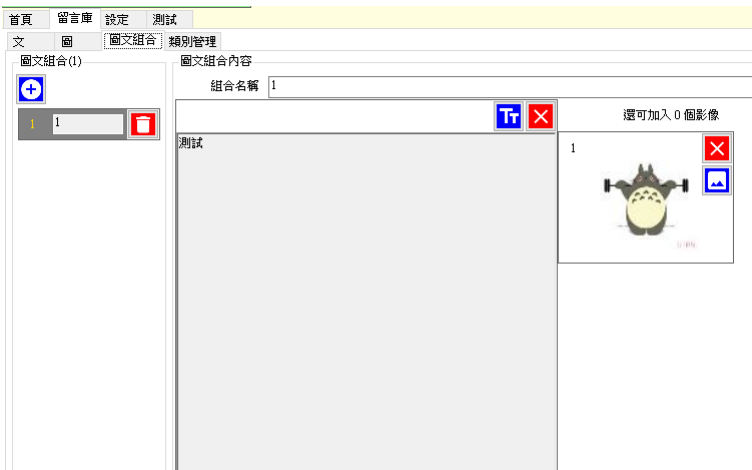 首頁 留言庫 設定 測試
文 圖 圖文組合 類別管理
圖文組合(1)
圖文組合內容
組合名稱 1
1 1
TT
還可加入 0 個影像
測試
1